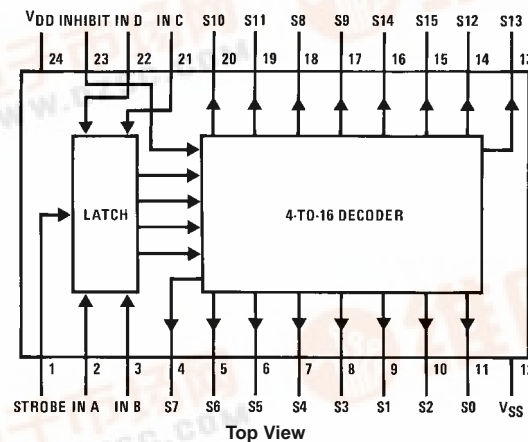 VDD INHIBIT IN D IN C S10 S11 S8 S9 S14 S15 S12 S13
24 23 22 21 20 19 18 17 16 15 14
LATCH
4-TO-16 DECODER
1 2 3 4 5 6 7 8 9 10 11
STROBE IN A IN B S7 S6 S5 S4 S3 S1 S2 S0 VSS
Top View